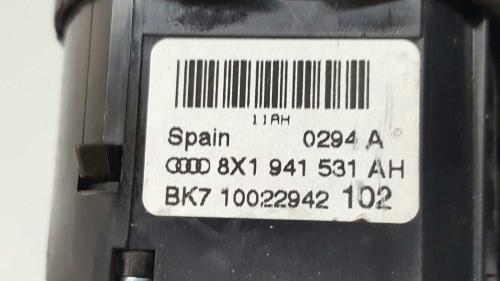 11AH
Spain 0294 A
8X1 941 531 AH
BK7 10022942 102